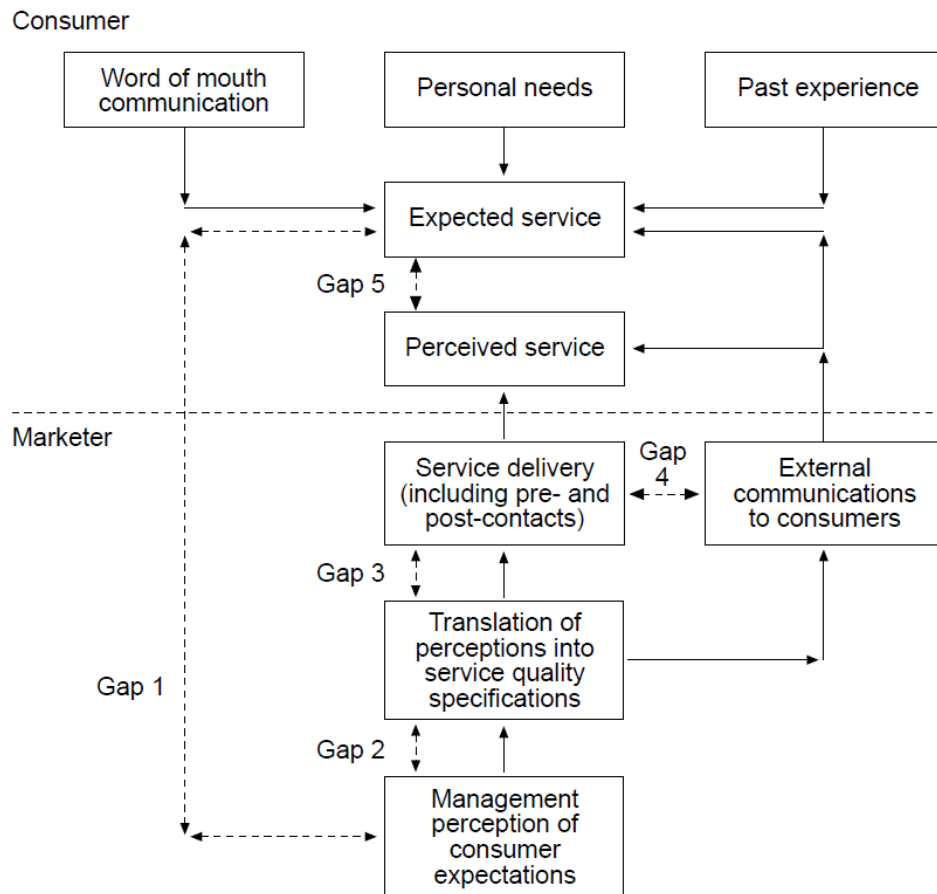 Consumer
Word of mouth
communication
Personal needs
Past experience
Expected service
Gap 5
Perceived service
Marketer
Service delivery
(including pre- and
post-contacts)
Gap
4
External
communications
to consumers
Gap 3
Translation of
perceptions into
service quality
specifications
Gap 1
Gap 2
Management
perception of
consumer
expectations